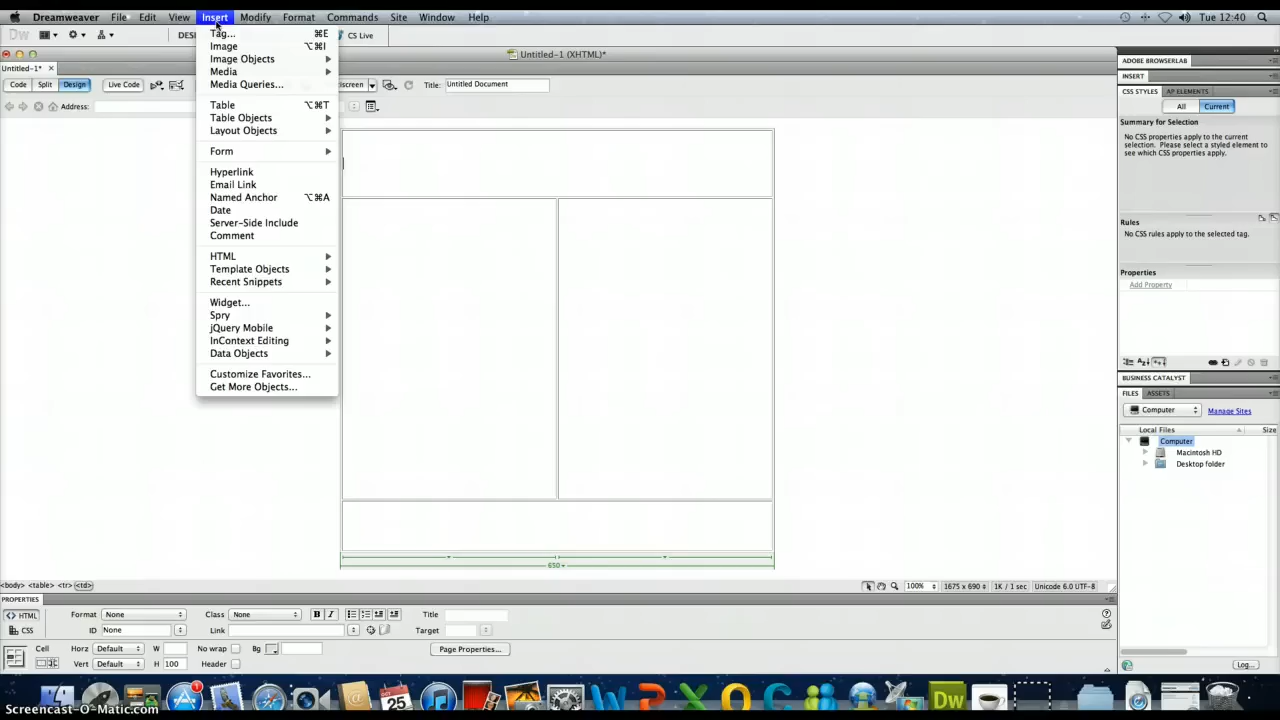 Dreamweaver File Edit View Insert Modify Format Commands Site Window Help Tue 12:40
Dw DESI CS Live
Untitled-1 (XHTML)*
Untitled-1* ×
Code Split Design Live Code screen Title: Untitled Document
Address:
Tag... ⌘E
Image ⌥⌘I
Image Objects
Media
Media Queries...
Table ⌥⌘T
Table Objects
Layout Objects
Form
Hyperlink
Email Link
Named Anchor ⌥⌘A
Date
Server-Side Include
Comment
HTML
Template Objects
Recent Snippets
Widget...
Spry
jQuery Mobile
InContext Editing
Data Objects
Customize Favorites...
Get More Objects...
650
ADOBE BROWSERLAB
INSERT
CSS STYLES AP ELEMENTS
All Current
Summary for Selection
No CSS properties apply to the current
selection. Please select a styled element to
see which CSS properties apply.
Rules
No CSS rules apply to the selected tag.
Properties
Add Property
BUSINESS CATALYST
FILES ASSETS
Computer Manage Sites
Local Files Size
Computer
Macintosh HD
Desktop folder
Log...
<body> <table> <tr> <td> 100% 1675 x 690 1K / 1 sec Unicode 6.0 UTF-8
PROPERTIES
<> HTML Format None Class None B I Title
CSS ID None Link Target
Cell Horz Default W No wrap Bg Page Properties...
Vert Default H 100 Header
OCT 25
1
Dw
Screencast-O-Matic.com